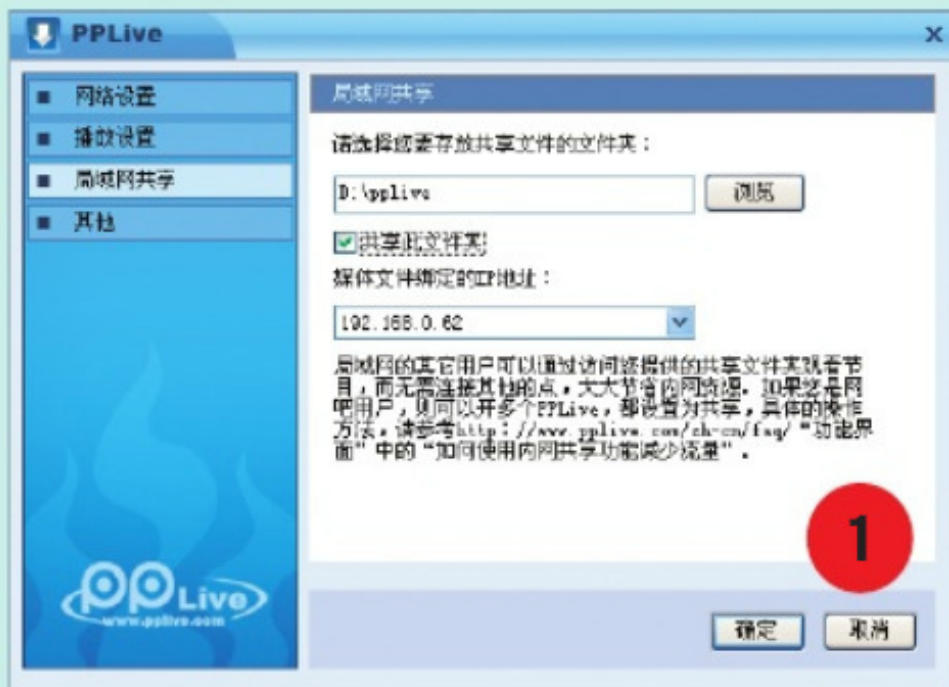 PPLive
x
网络设置
播放设置
局域网共享
其他
局域网共享
请选择您要存放共享文件的文件夹：
D:\pplive
浏览
共享此文件夹
媒体文件绑定的IP地址：
192.168.0.62
局域网的其它用户可以通过访问您提供的共享文件夹观看节
目，而无需连接其他的点，大大节省内网资源. 如果您是网
吧用户，则可以开多个PPLive，都设置为共享，具体的操作
方法，请参考http：//www.pplive.com/zh-cn/faq/“功能界
面”中的“如何使用内网共享功能减少流量”.
1
PPLive
www.pplive.com
确定
取消